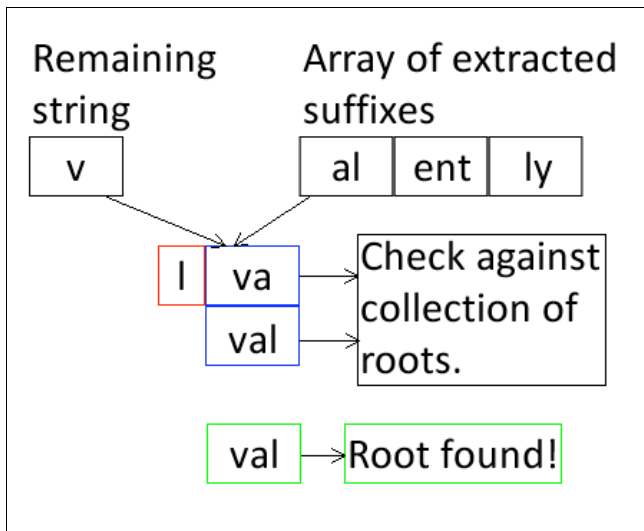 Remaining
string
Array of extracted
suffixes
v
al ent ly
l va
val
Check against
collection of
roots.
val
Root found!